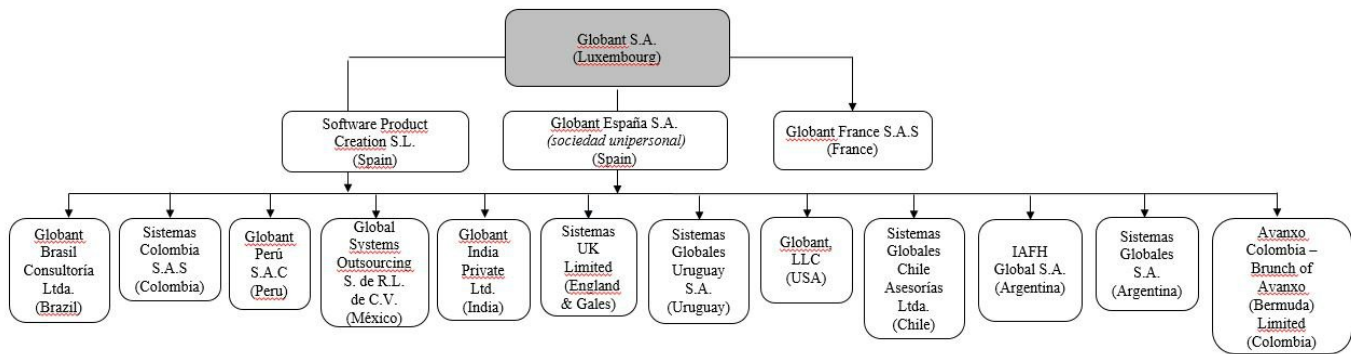 Globant S.A.
(Luxembourg)
Software Product
Creation S.L.
(Spain)
Globant España S.A.
(sociedad unipersonal)
(Spain)
Globant France S.A.S
(France)
Globant
Brasil
Consultoría
Ltda.
(Brazil)
Sistemas
Colombia
S.A.S
(Colombia)
Globant
Perú
S.A.C
(Peru)
Global
Systems
Outsourcing
S. de R.L.
de C.V.
(México)
Globant
India
Private
Ltd.
(India)
Sistemas
UK
Limited
(England
& Gales)
Sistemas
Globales
Uruguay
S.A.
(Uruguay)
Globant,
LLC
(USA)
Sistemas
Globales
Chile
Asesorías
Ltda.
(Chile)
IAFH
Global S.A.
(Argentina)
Sistemas
Globales
S.A.
(Argentina)
Avanxo
Colombia –
Brunch of
Avanxo
(Bermuda)
Limited
(Colombia)